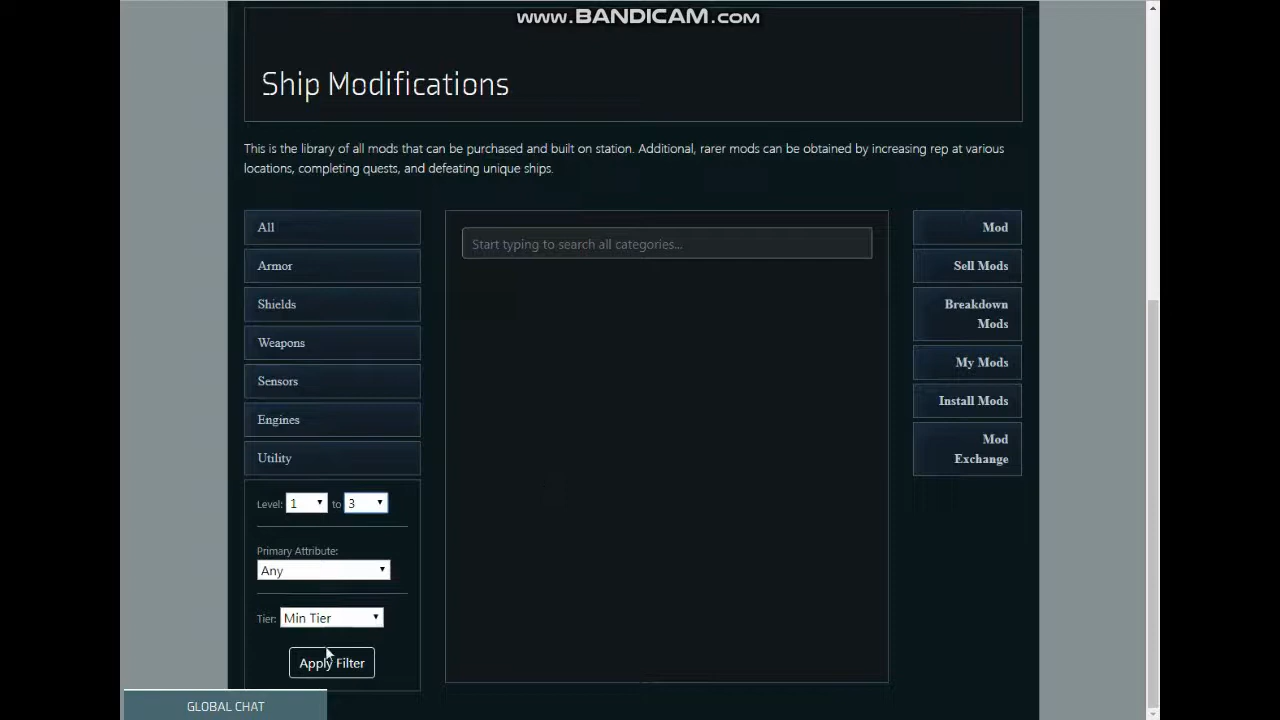 www.BANDICAM.com
Ship Modifications
This is the library of all mods that can be purchased and built on station. Additional, rarer mods can be obtained by increasing rep at various
locations, completing quests, and defeating unique ships.
All
Armor
Shields
Weapons
Sensors
Engines
Utility
Level: 1 to 3
Primary Attribute:
Any
Tier: Min Tier
Apply Filter
Start typing to search all categories...
Mod
Sell Mods
Breakdown
Mods
My Mods
Install Mods
Mod
Exchange
GLOBAL CHAT